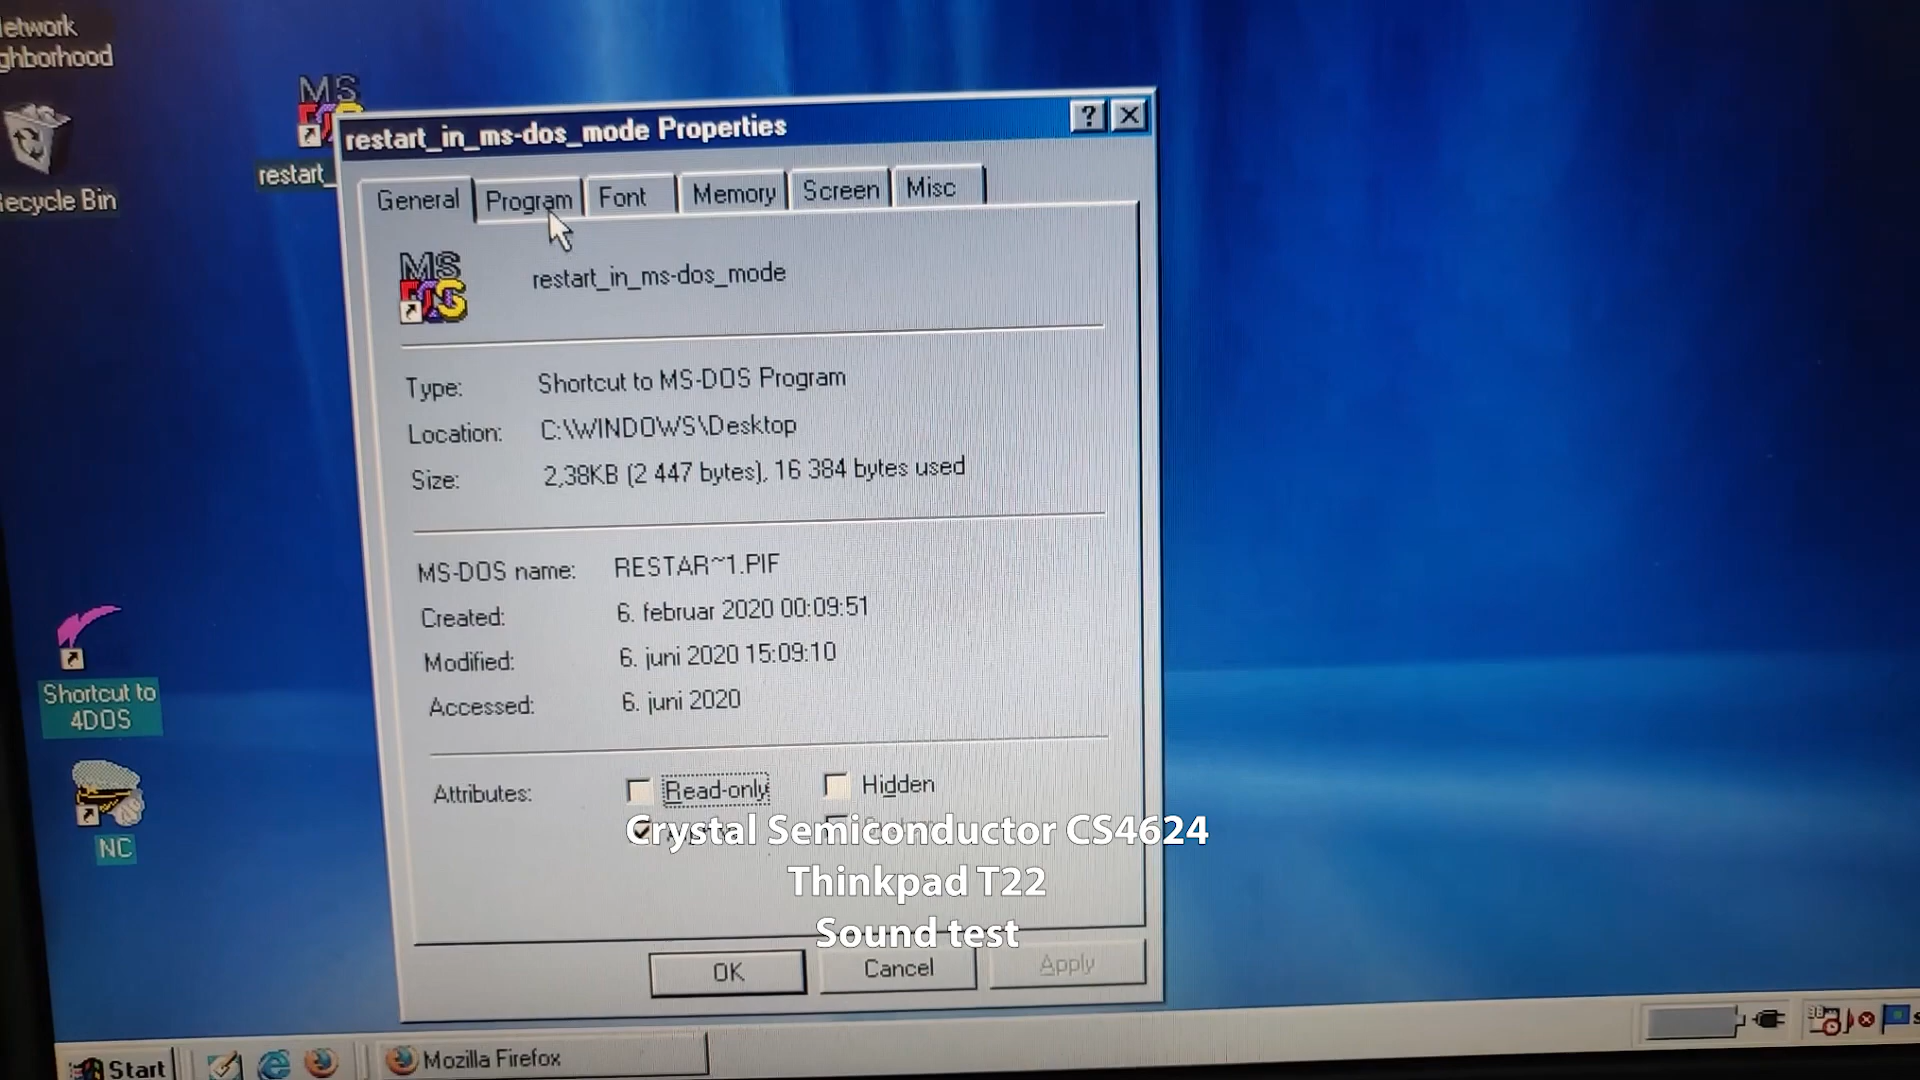 etwork
ghborhood
ecycle Bin
MS
restart_
restart_in_ms-dos_mode Properties
?
General
Program
Font
Memory
Screen
Misc
MS
restart_in_ms-dos_mode
Type: Shortcut to MS-DOS Program
Location: C:\WINDOWS\Desktop
Size: 2,38KB (2 447 bytes), 16 384 bytes used
MS-DOS name: RESTAR~1.PIF
Created: 6. februar 2020 00:09:51
Modified: 6. juni 2020 15:09:10
Accessed: 6. juni 2020
Attributes: Read-only Hidden
Crystal Semiconductor CS4624
Thinkpad T22
Sound test
OK
Cancel
Apply
Shortcut to
4DOS
NC
Start
Mozilla Firefox